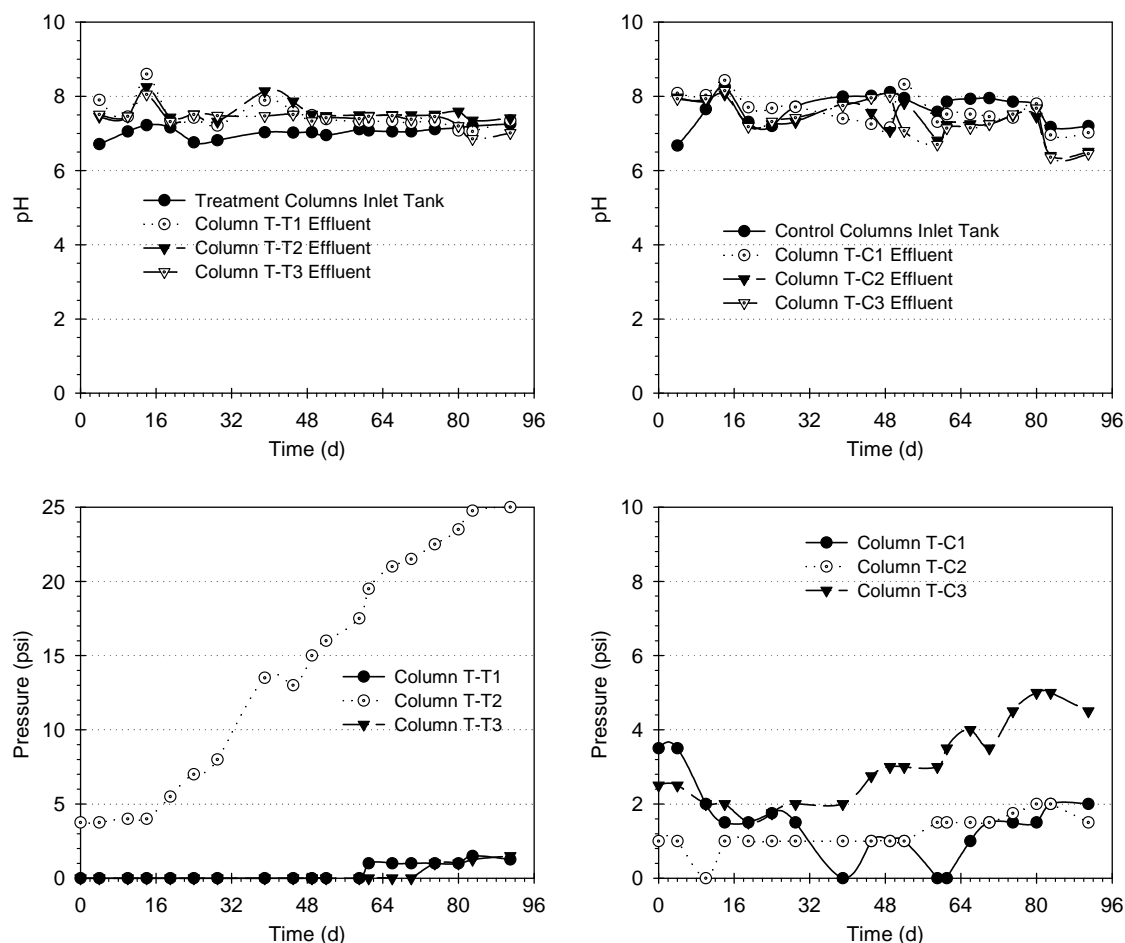 10
8
6
4
2
0
pH
Treatment Columns Inlet Tank
Column T-T1 Effluent
Column T-T2 Effluent
Column T-T3 Effluent
0 16 32 48 64 80 96
Time (d)
10
8
6
4
2
0
pH
Control Columns Inlet Tank
Column T-C1 Effluent
Column T-C2 Effluent
Column T-C3 Effluent
0 16 32 48 64 80 96
Time (d)
25
20
15
10
5
0
Pressure (psi)
Column T-T1
Column T-T2
Column T-T3
0 16 32 48 64 80 96
Time (d)
10
8
6
4
2
0
Pressure (psi)
Column T-C1
Column T-C2
Column T-C3
0 16 32 48 64 80 96
Time (d)